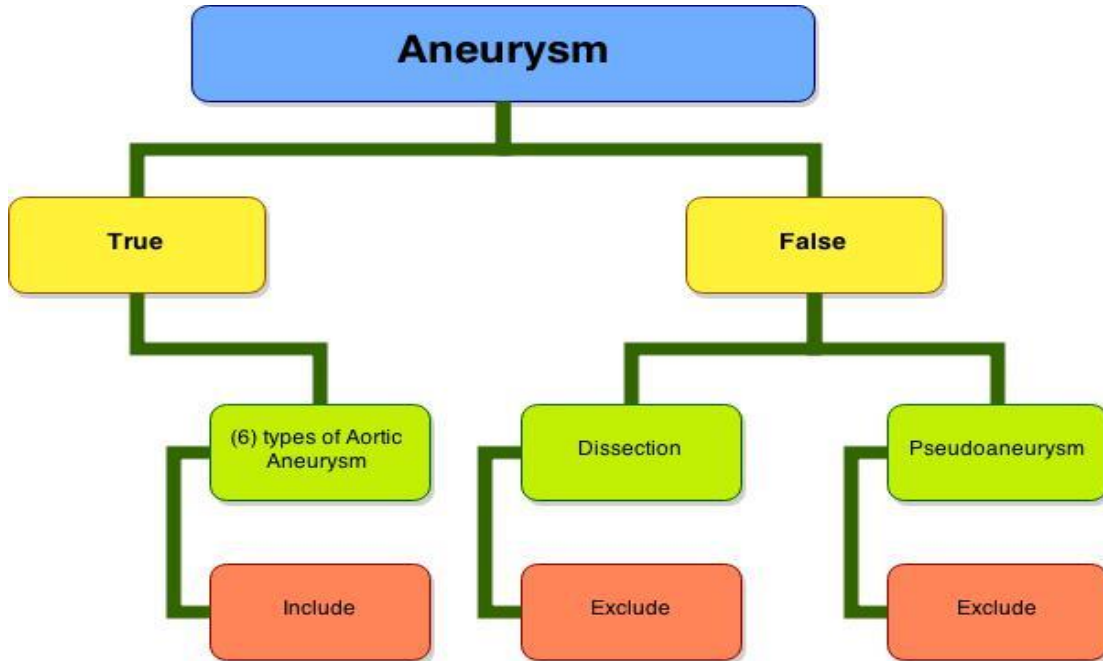 Aneurysm
True
False
(6) types of Aortic
Aneurysm
Dissection
Pseudoaneurysm
Include
Exclude
Exclude